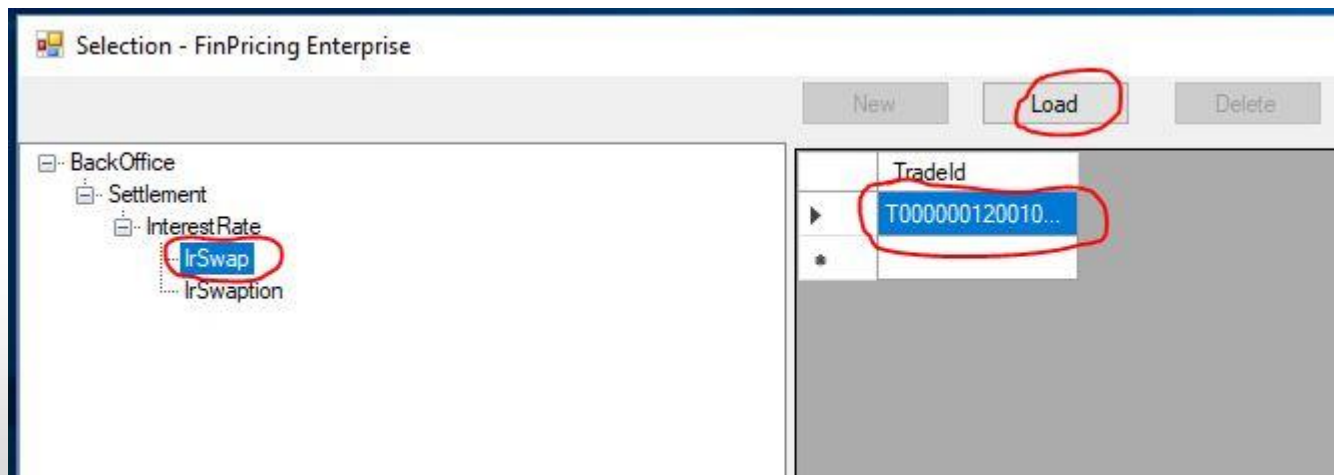 Selection - FinPricing Enterprise
New Load Delete
BackOffice
Settlement
InterestRate
IrSwap
IrSwaption
TradeId
T000000120010...